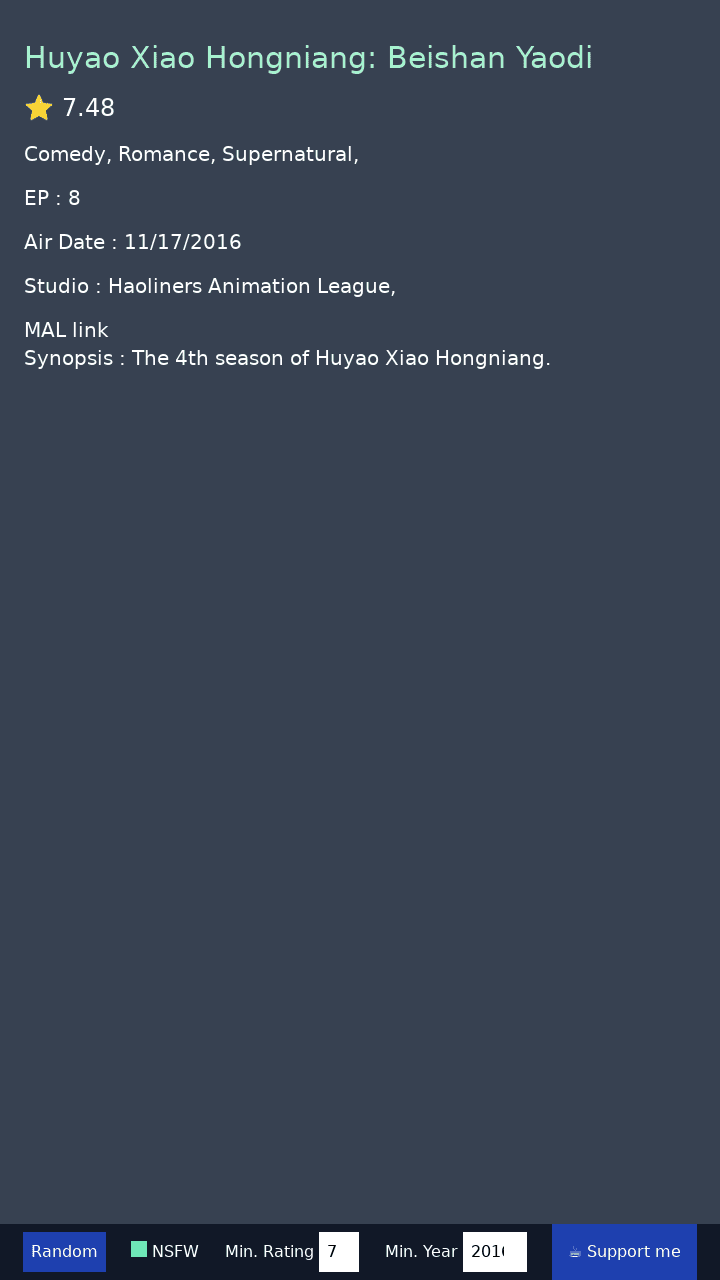 Huyao Xiao Hongniang: Beishan Yaodi
⭐ 7.48
Comedy, Romance, Supernatural,
EP : 8
Air Date : 11/17/2016
Studio : Haoliners Animation League,
MAL link
Synopsis : The 4th season of Huyao Xiao Hongniang.
Random NSFW Min. Rating 7 Min. Year 2016 ☕ Support me